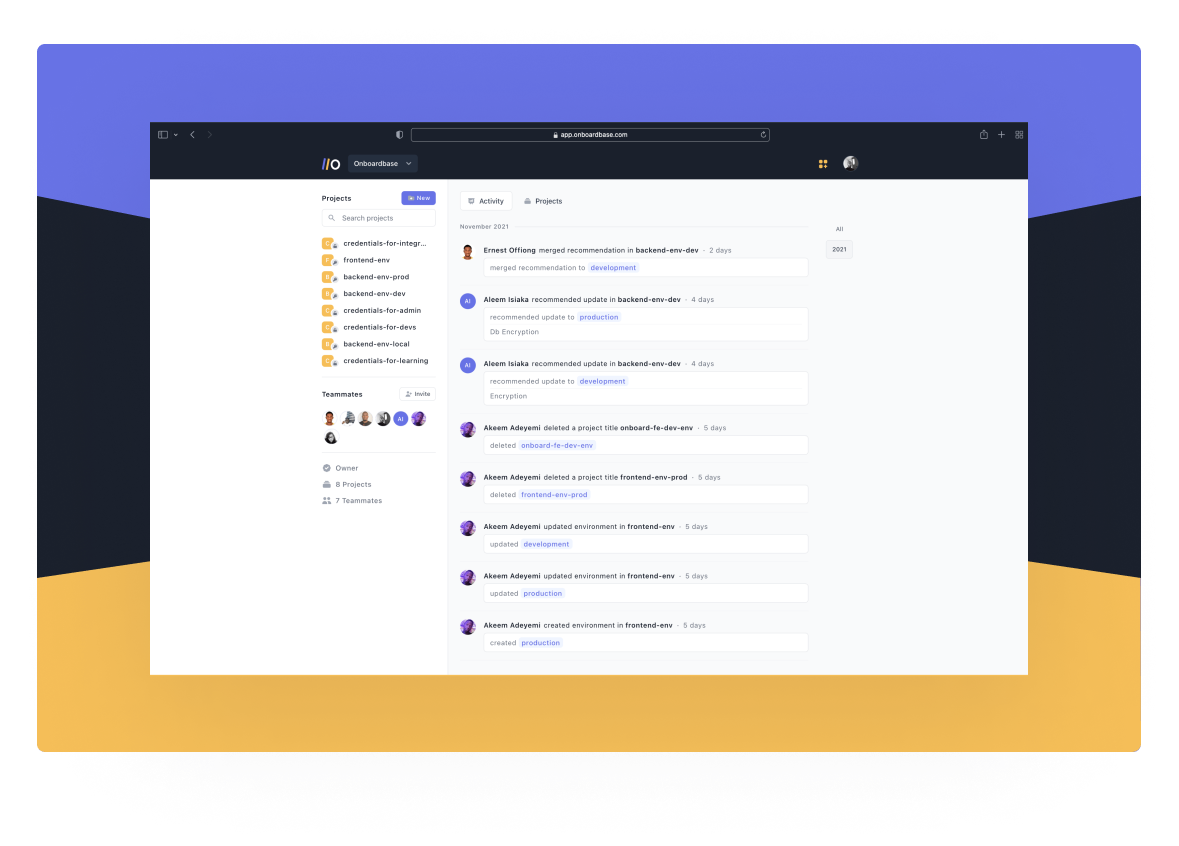 app.onboardbase.com
Onboardbase
Projects
New
Search projects
credentials-for-integr...
frontend-env
backend-env-prod
backend-env-dev
credentials-for-admin
credentials-for-devs
backend-env-local
credentials-for-learning
Teammates
Invite
AI
Owner
8 Projects
7 Teammates
Activity
Projects
November 2021
Ernest Offiong merged recommendation in backend-env-dev · 2 days
merged recommendation to development
AI
Aleem Isiaka recommended update in backend-env-dev · 4 days
recommended update to production
Db Encryption
AI
Aleem Isiaka recommended update in backend-env-dev · 4 days
recommended update to development
Encryption
Akeem Adeyemi deleted a project title onboard-fe-dev-env · 5 days
deleted onboard-fe-dev-env
Akeem Adeyemi deleted a project title frontend-env-prod · 5 days
deleted frontend-env-prod
Akeem Adeyemi updated environment in frontend-env · 5 days
updated development
Akeem Adeyemi updated environment in frontend-env · 5 days
updated production
Akeem Adeyemi created environment in frontend-env · 5 days
created production
All
2021